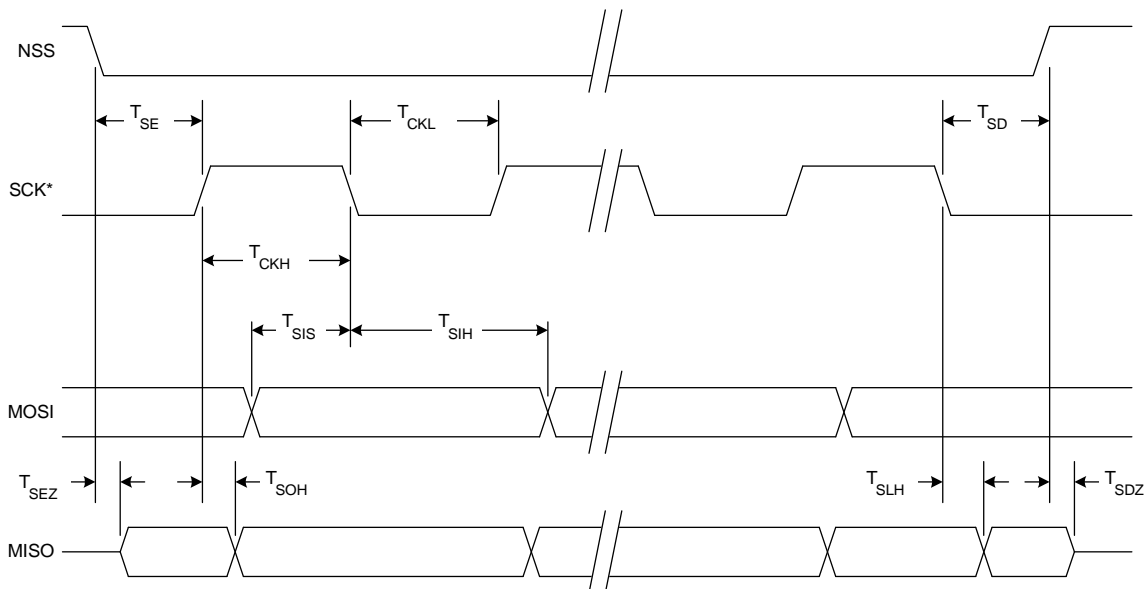 NSS
TSE
TCKL
TSD
SCK*
TCKH
TSIS
TSIH
MOSI
TSEZ
TSOH
TSLH
TSDZ
MISO